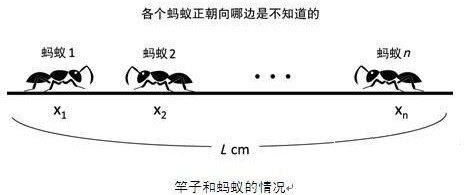 各个蚂蚁正朝向哪边是不知道的
蚂蚁1 蚂蚁2 蚂蚁n
• • •
x₁ x₂ xₙ
L cm
竿子和蚂蚁的情况↵